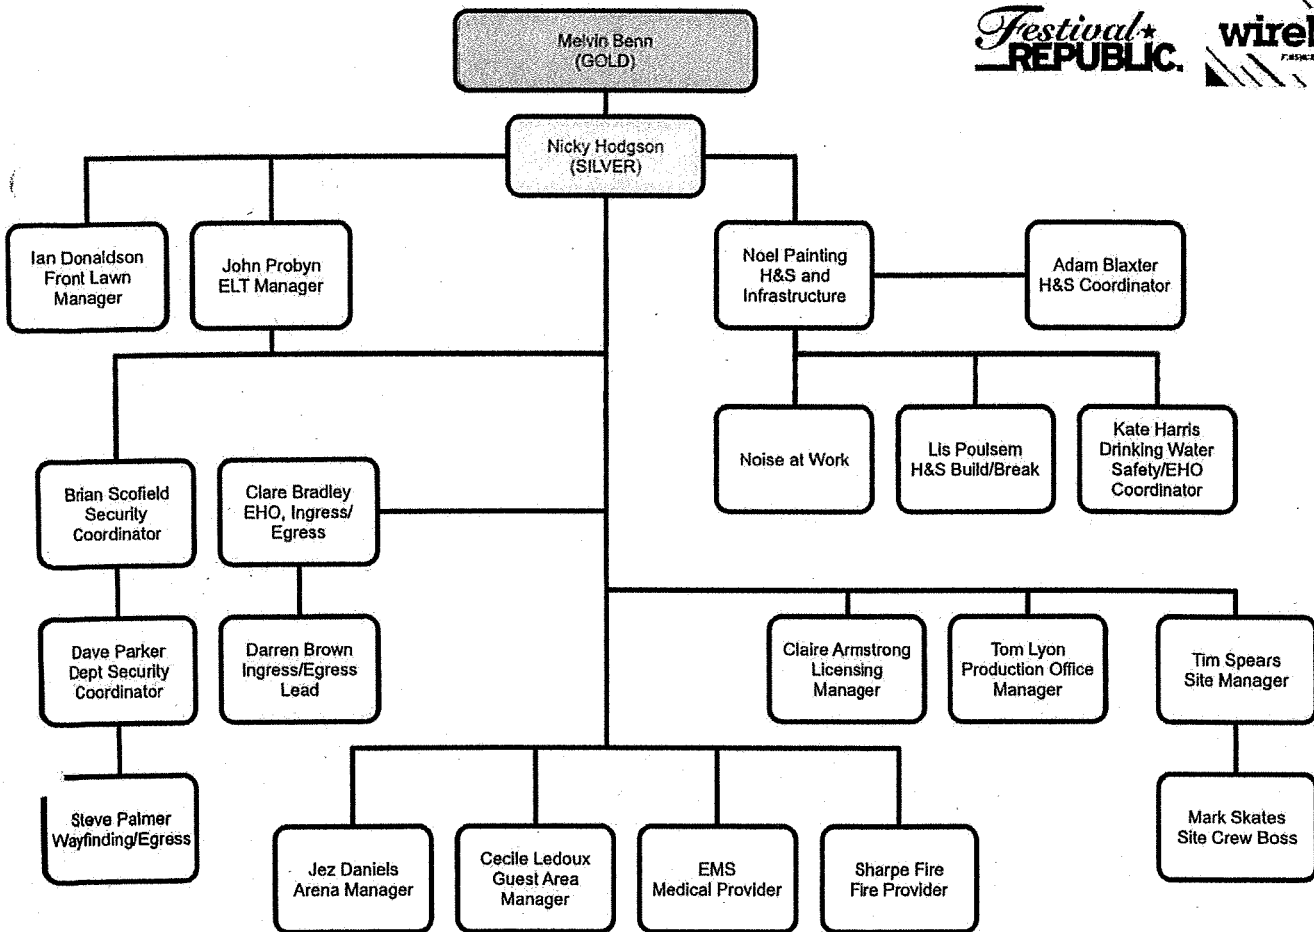 Festival
REPUBLIC.
Melvin Benn
(GOLD)
Nicky Hodgson
(SILVER)
Ian Donaldson
Front Lawn
Manager
John Probyn
ELT Manager
Noel Painting
H&S and
Infrastructure
Adam Blaxter
H&S Coordinator
Noise at Work
Lis Poulsem
H&S Build/Break
Kate Harris
Drinking Water
Safety/EHO
Coordinator
Brian Scofield
Security
Coordinator
Clare Bradley
EHO, Ingress/
Egress
Dave Parker
Dept Security
Coordinator
Darren Brown
Ingress/Egress
Lead
Claire Armstrong
Licensing
Manager
Tom Lyon
Production Office
Manager
Tim Spears
Site Manager
Steve Palmer
Wayfinding/Egress
Mark Skates
Site Crew Boss
Jez Daniels
Arena Manager
Cecile Ledoux
Guest Area
Manager
EMS
Medical Provider
Sharpe Fire
Fire Provider